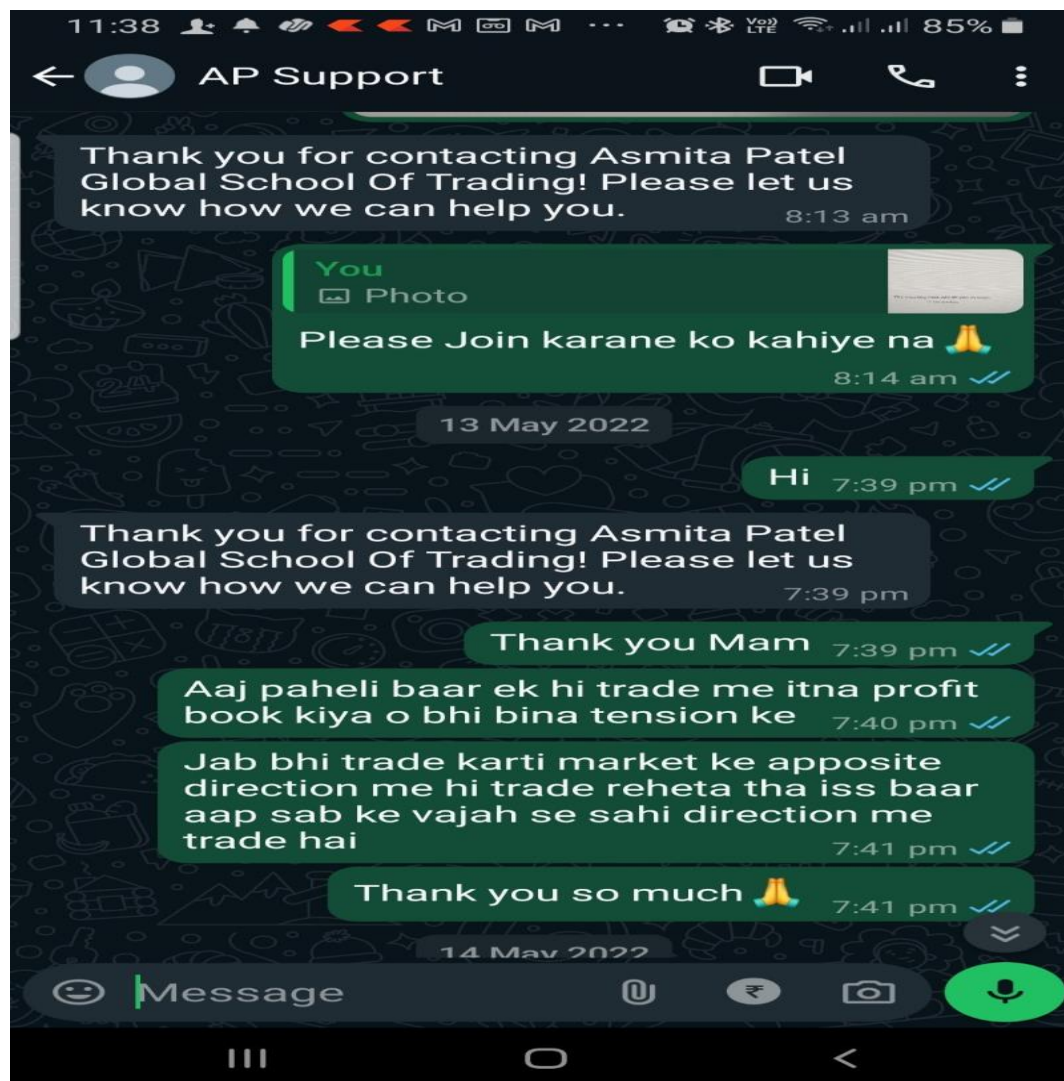 11:38
VoD LTE 85%
AP Support
Thank you for contacting Asmita Patel
Global School Of Trading! Please let us
know how we can help you.
8:13 am
You
Photo
Please Join karane ko kahiye na 🙏
8:14 am
13 May 2022
Hi 7:39 pm
Thank you for contacting Asmita Patel
Global School Of Trading! Please let us
know how we can help you.
7:39 pm
Thank you Mam 7:39 pm
Aaj paheli baar ek hi trade me itna profit
book kiya o bhi bina tension ke 7:40 pm
Jab bhi trade karti market ke apposite
direction me hi trade reheta tha iss baar
aap sab ke vajah se sahi direction me
trade hai 7:41 pm
Thank you so much 🙏 7:41 pm
14 May 2022
Message
₹